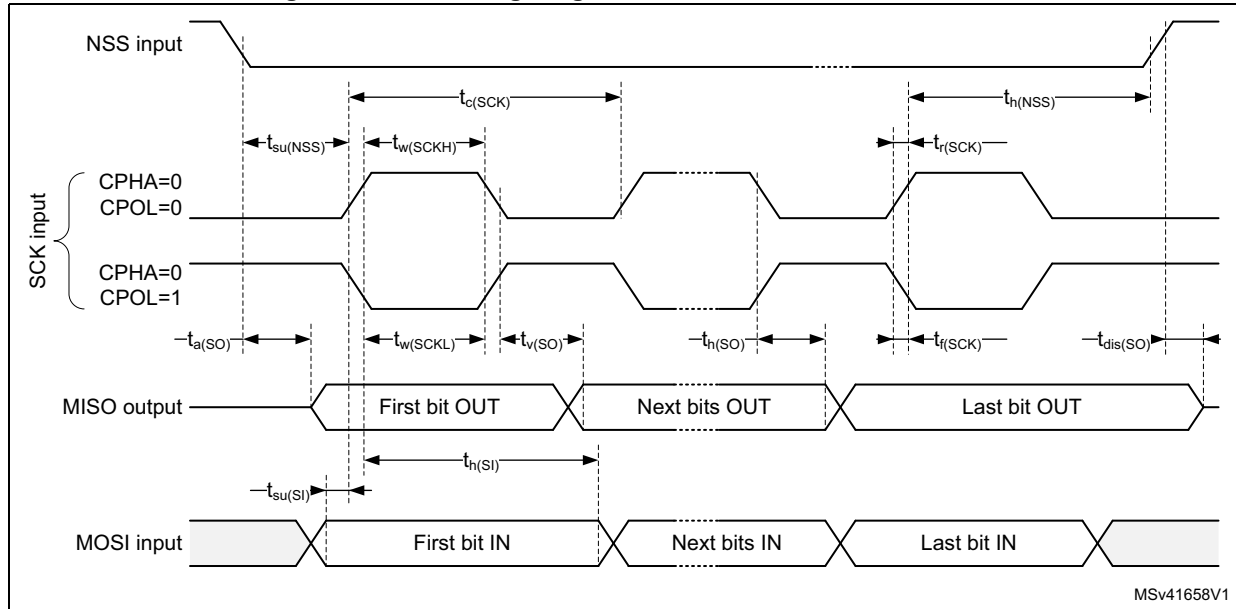 NSS input
tc(SCK)
th(NSS)
tsu(NSS)
tw(SCKH)
tr(SCK)
SCK input
CPHA=0
CPOL=0
CPHA=0
CPOL=1
ta(SO)
tw(SCKL)
tv(SO)
th(SO)
tf(SCK)
tdis(SO)
MISO output
First bit OUT
Next bits OUT
Last bit OUT
th(SI)
tsu(SI)
MOSI input
First bit IN
Next bits IN
Last bit IN
MSv41658V1